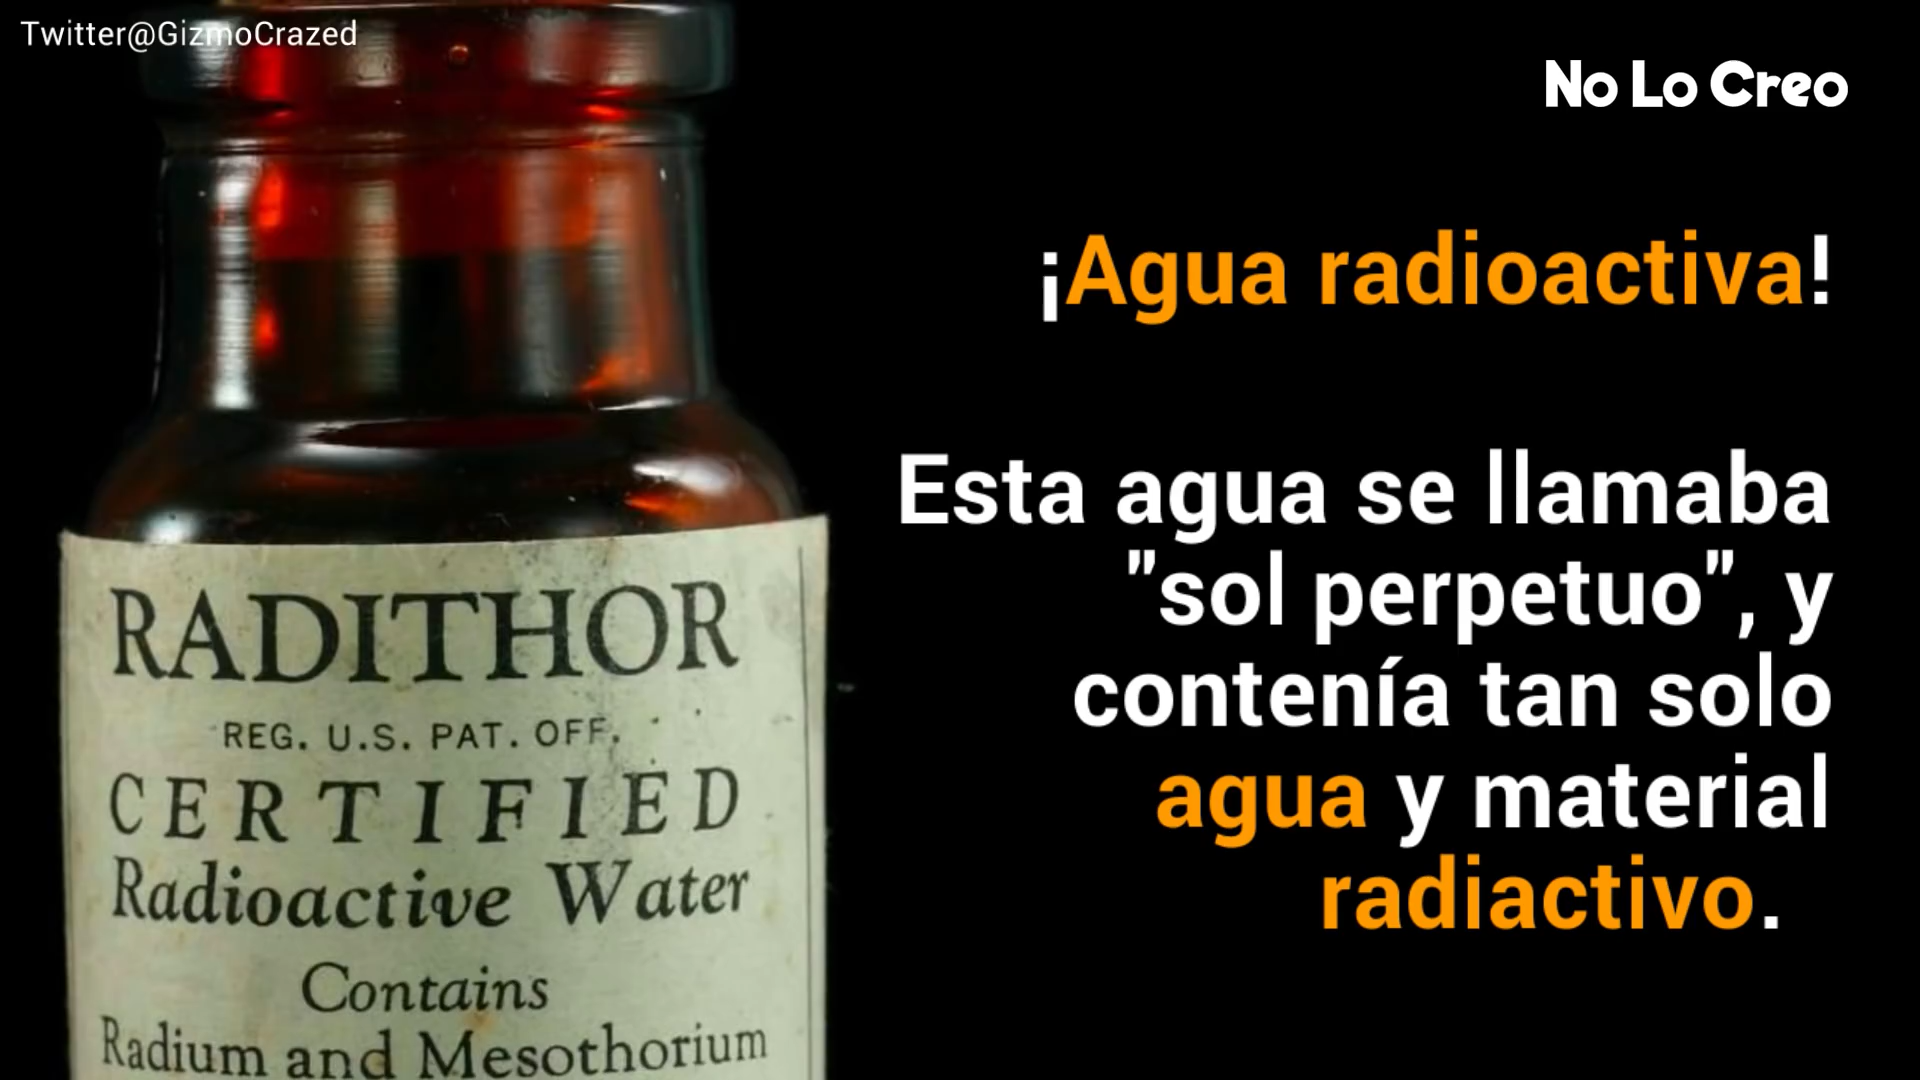 Twitter@GizmoCrazed
No Lo Creo
¡Agua radioactiva!
Esta agua se llamaba
"sol perpetuo", y
contenía tan solo
agua y material
radiactivo.
RADITHOR
REG. U.S. PAT. OFF.
CERTIFIED
Radioactive Water
Contains
Radium and Mesothorium